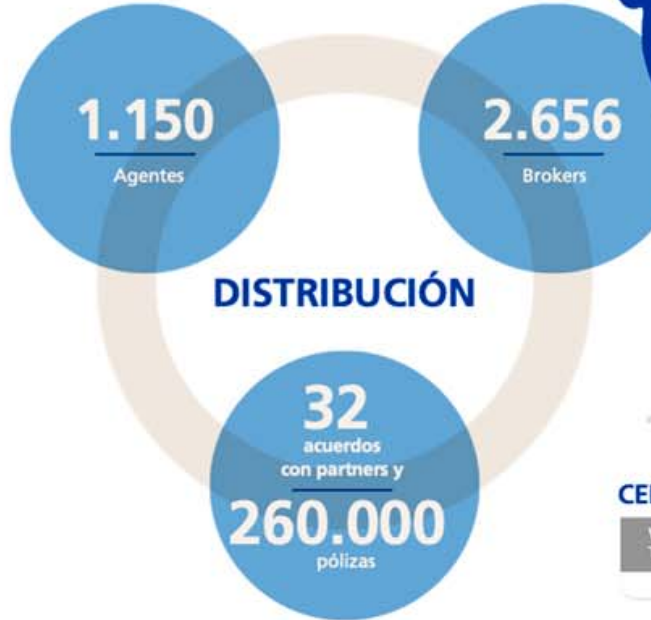 1.150
Agentes
2.656
Brokers
DISTRIBUCIÓN
32
acuerdos
con partners y
260.000
pólizas